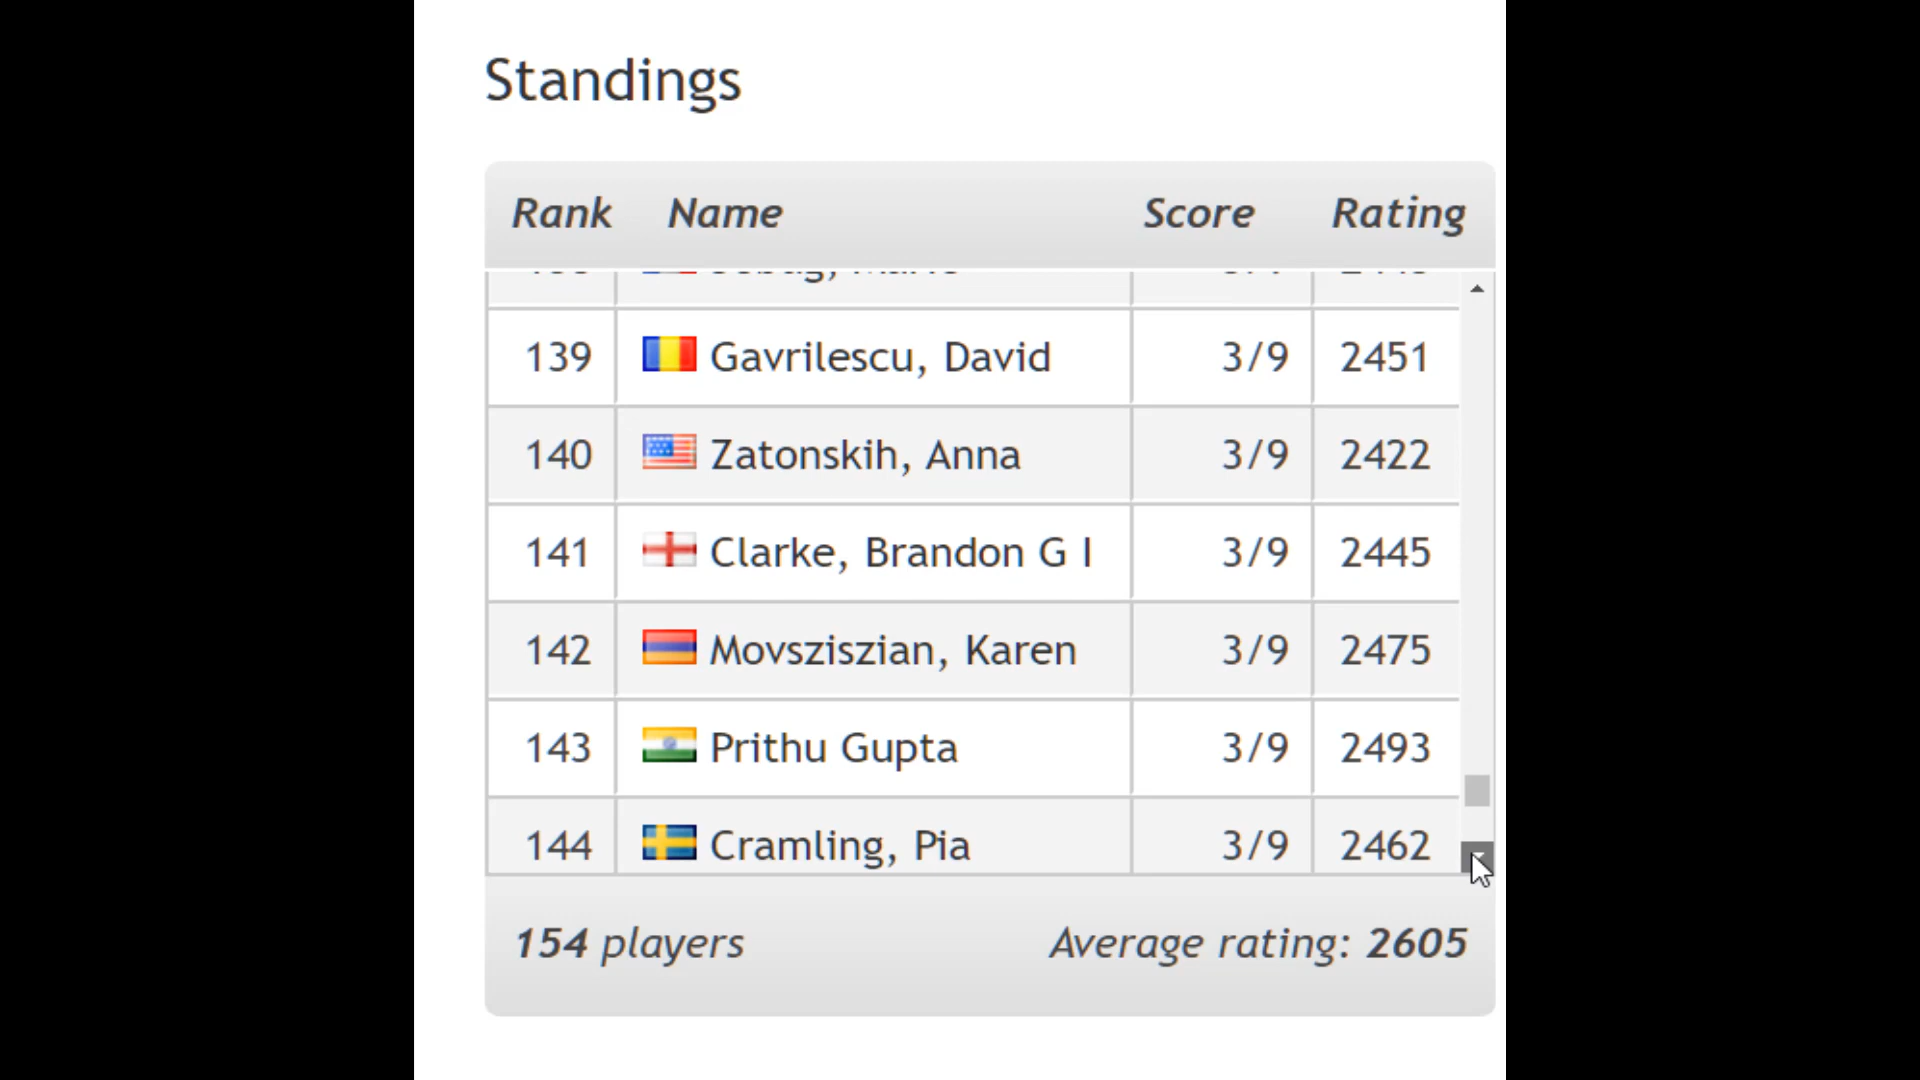 Standings
Rank Name Score Rating
139 Gavrilescu, David 3/9 2451
140 Zatonskih, Anna 3/9 2422
141 Clarke, Brandon G I 3/9 2445
142 Movsziszian, Karen 3/9 2475
143 Prithu Gupta 3/9 2493
144 Cramling, Pia 3/9 2462
154 players Average rating: 2605